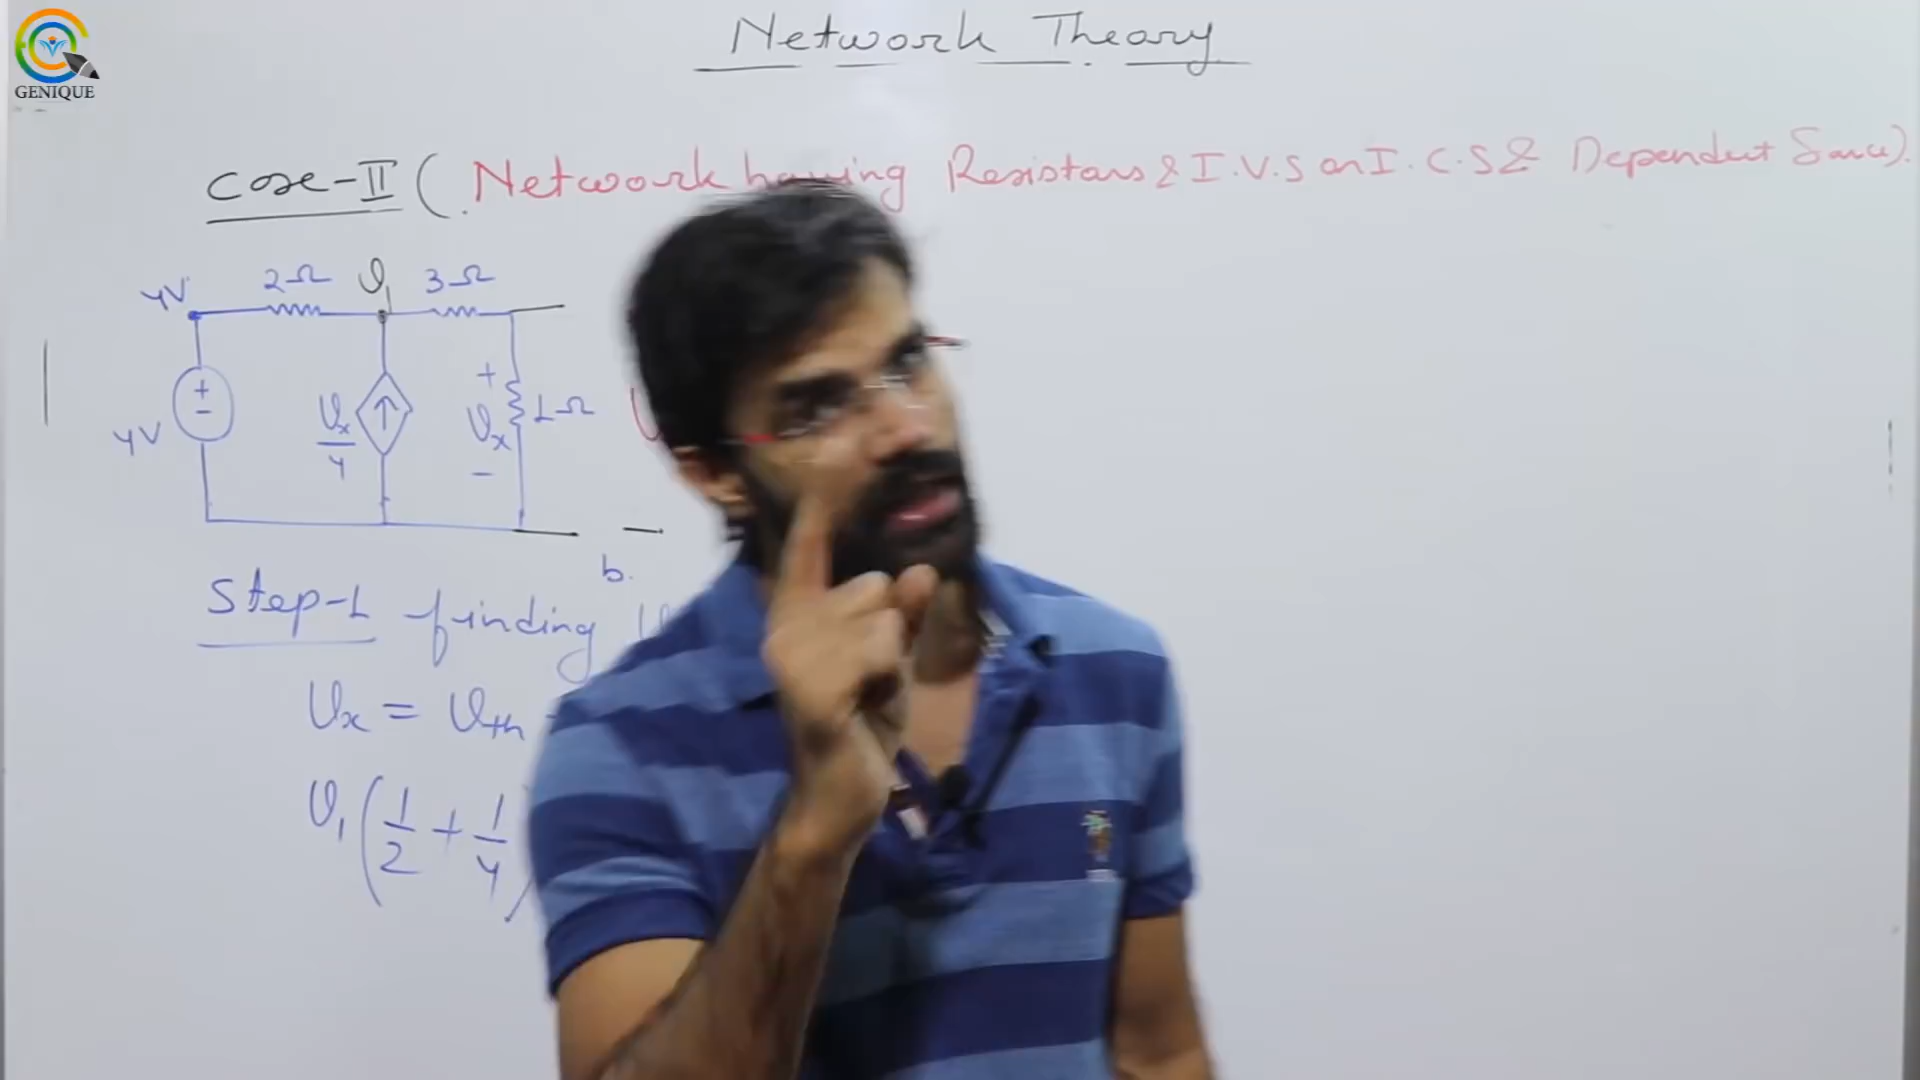 GENIQUE
Network Theory
Case-II (Network having Resistors & I.V.S or I.C.S & Dependent Source).
4V 2Ω V1 3Ω
+
-
4V
Vx/4
+
Vx
-
1Ω
b.
Step-1 finding
Vx = Vth
V1 (1/2 + 1/4)